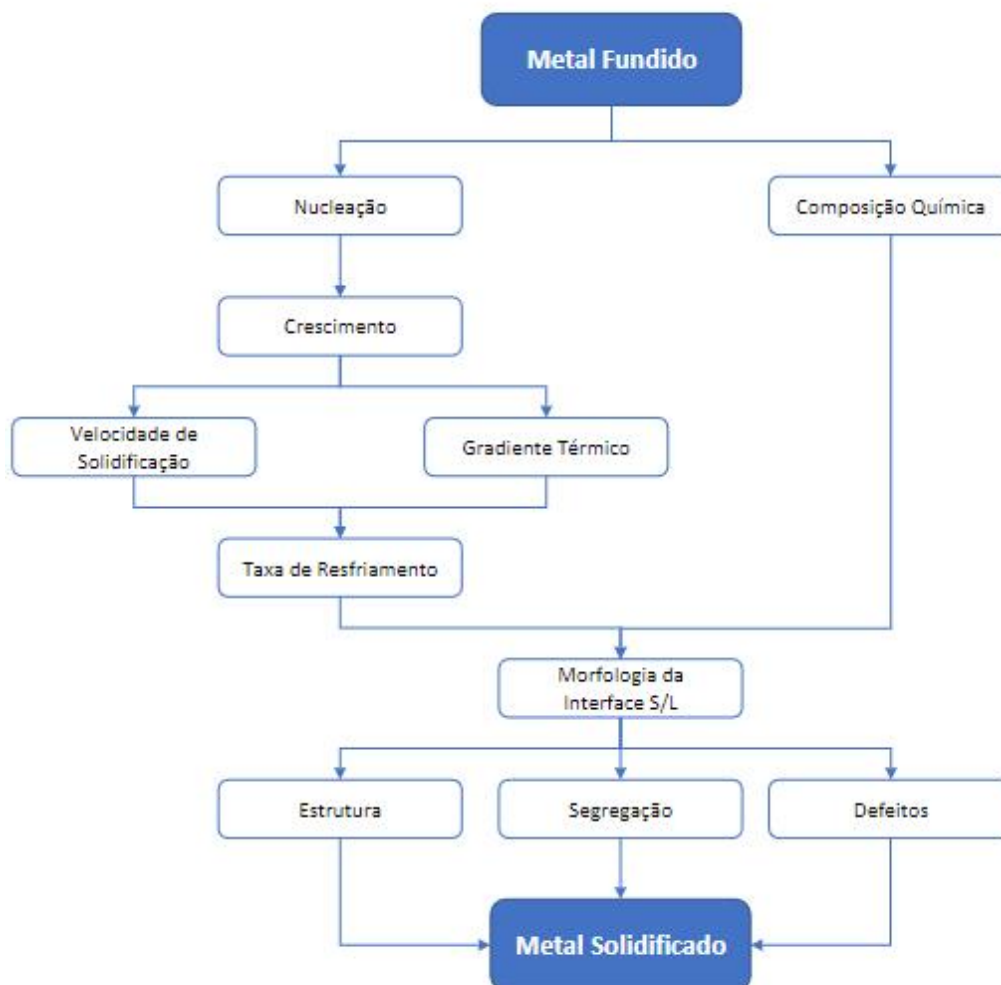 Metal Fundido
Nucleação
Composição Química
Crescimento
Velocidade de
Solidificação
Gradiente Térmico
Taxa de Resfriamento
Morfologia da
Interface S/L
Estrutura
Segregação
Defeitos
Metal Solidificado